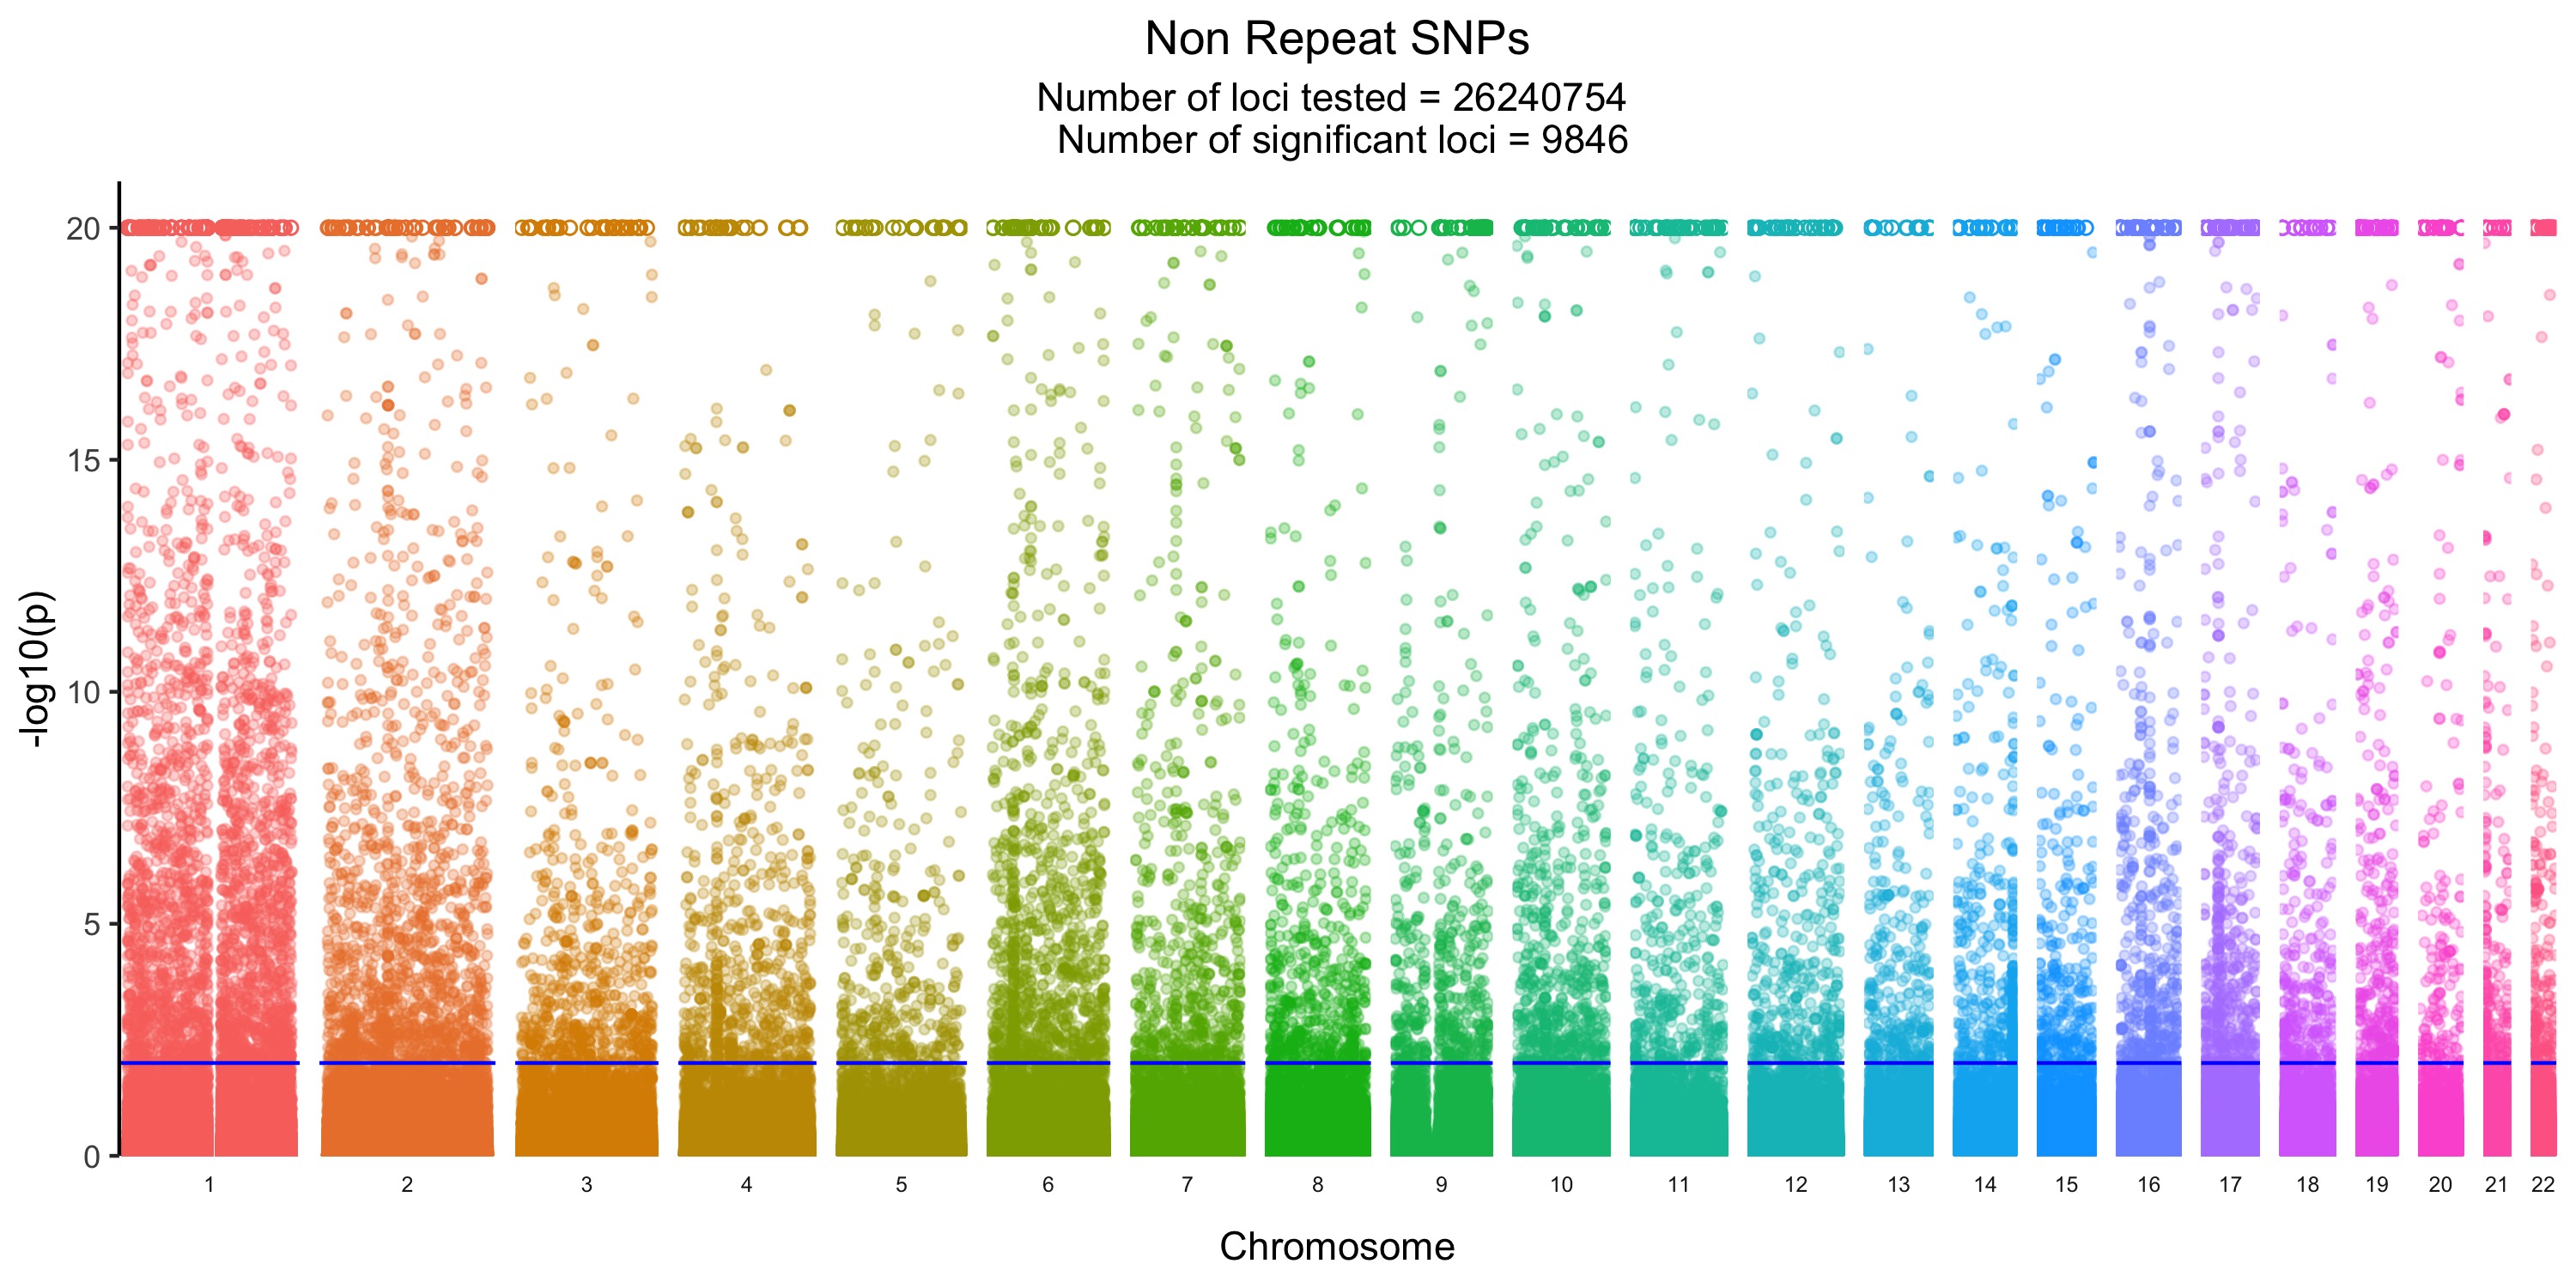 Non Repeat SNPs
Number of loci tested = 26240754
Number of significant loci = 9846
-log10(p)
20
15
10
5
0
1 2 3 4 5 6 7 8 9 10 11 12 13 14 15 16 17 18 19 20 21 22
Chromosome